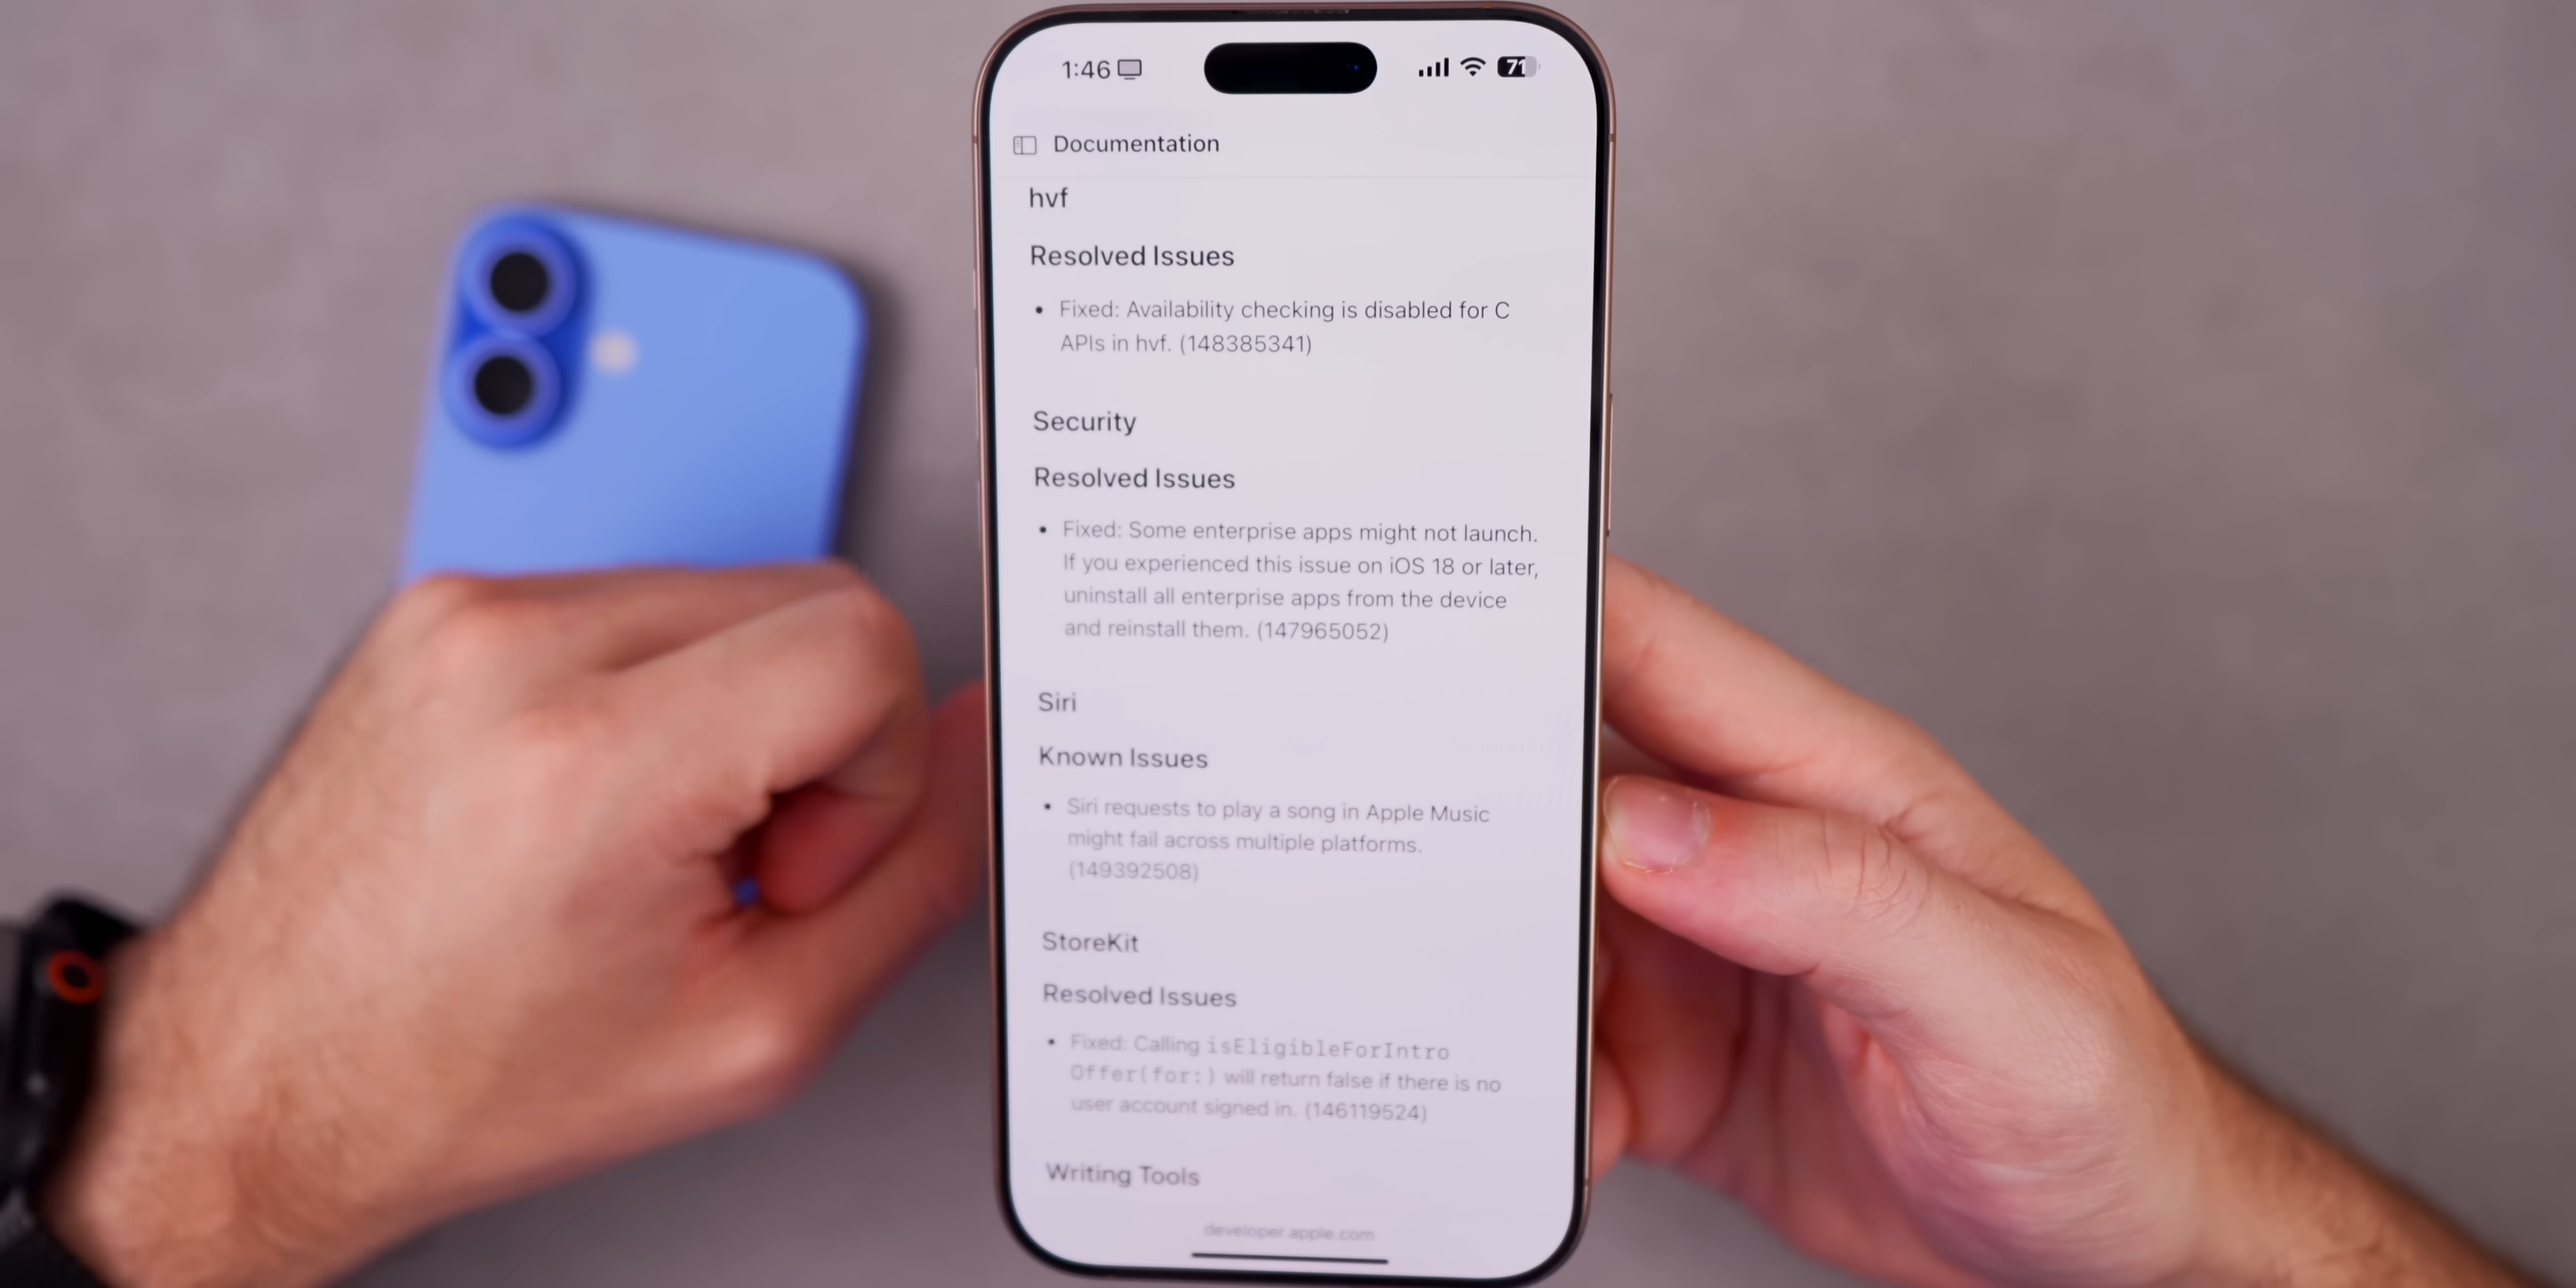 1:46
71
Documentation
hvf
Resolved Issues
• Fixed: Availability checking is disabled for C
APIs in hvf. (148385341)
Security
Resolved Issues
• Fixed: Some enterprise apps might not launch.
If you experienced this issue on iOS 18 or later,
uninstall all enterprise apps from the device
and reinstall them. (147965052)
Siri
Known Issues
• Siri requests to play a song in Apple Music
might fail across multiple platforms.
(149392508)
StoreKit
Resolved Issues
• Fixed: Calling isEligibleForIntro
Offer(for:) will return false if there is no
user account signed in. (146119524)
Writing Tools
developer.apple.com